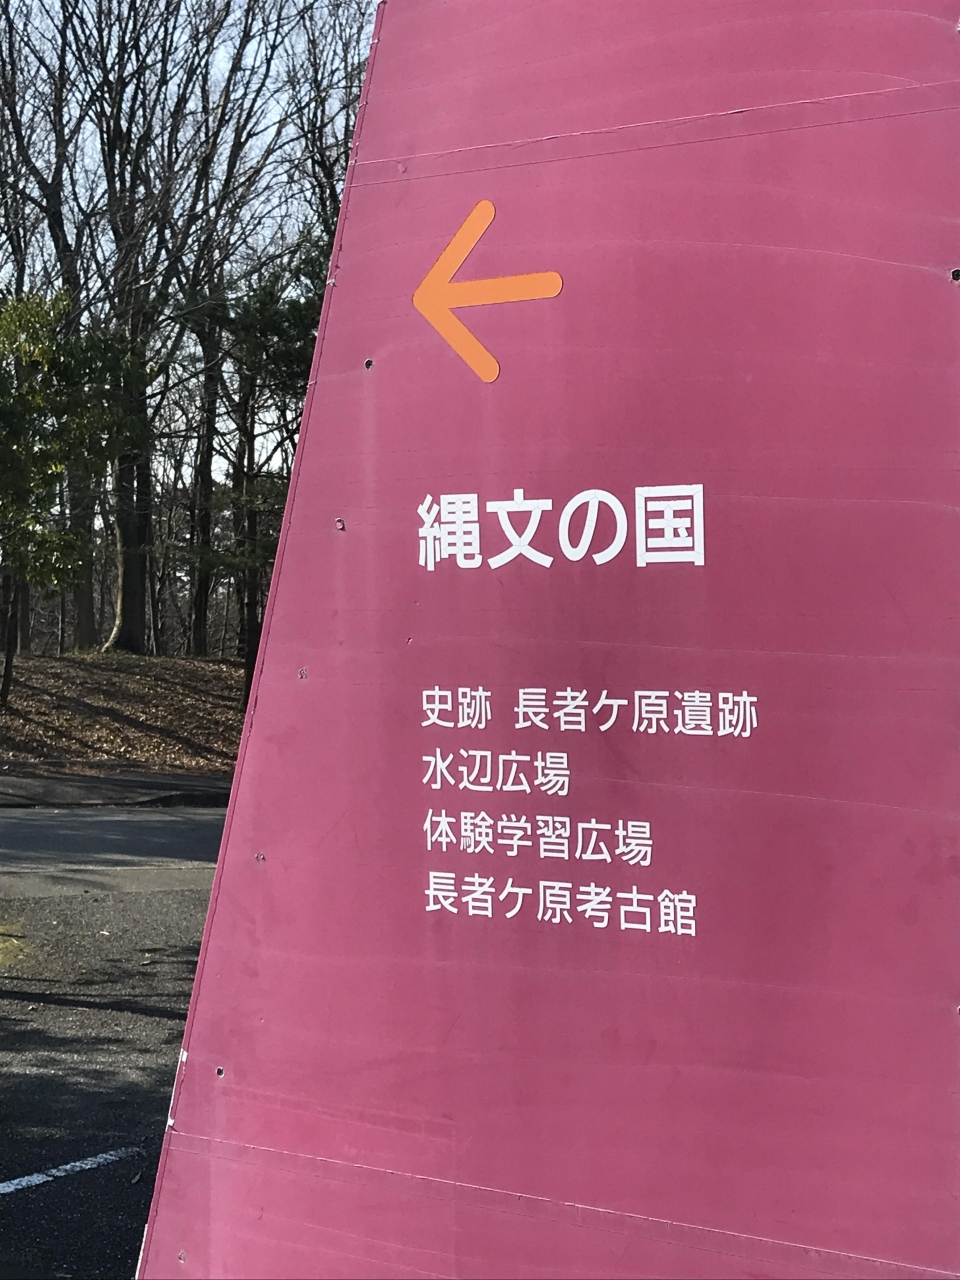 縄文の国
史跡 長者ケ原遺跡
水辺広場
体験学習広場
長者ケ原考古館